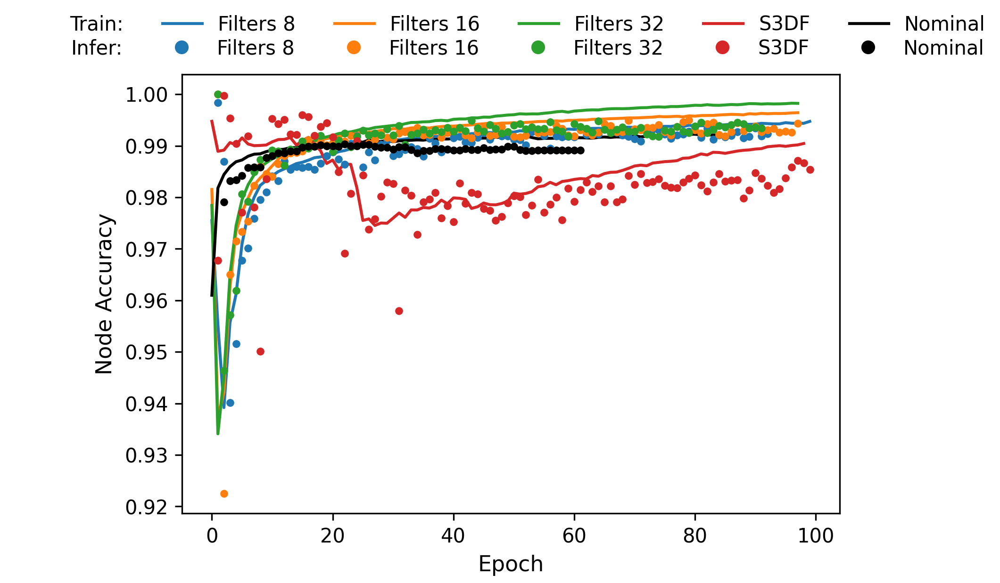 Train: Filters 8 Filters 16 Filters 32 S3DF Nominal
Infer: Filters 8 Filters 16 Filters 32 S3DF Nominal
1.00
0.99
0.98
0.97
0.96
0.95
0.94
0.93
0.92
Node Accuracy
0 20 40 60 80 100
Epoch